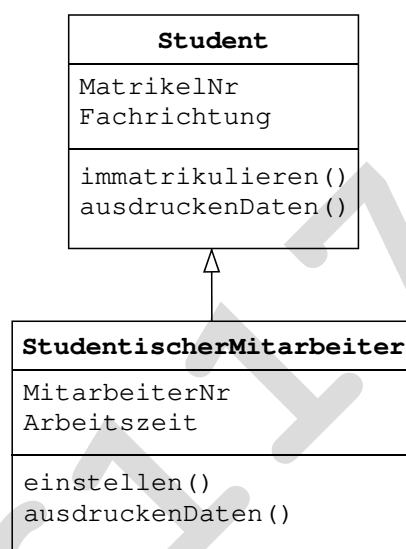 Student
MatrikelNr
Fachrichtung
immatrikulieren()
ausdruckenDaten()
StudentischerMitarbeiter
MitarbeiterNr
Arbeitszeit
einstellen()
ausdruckenDaten()